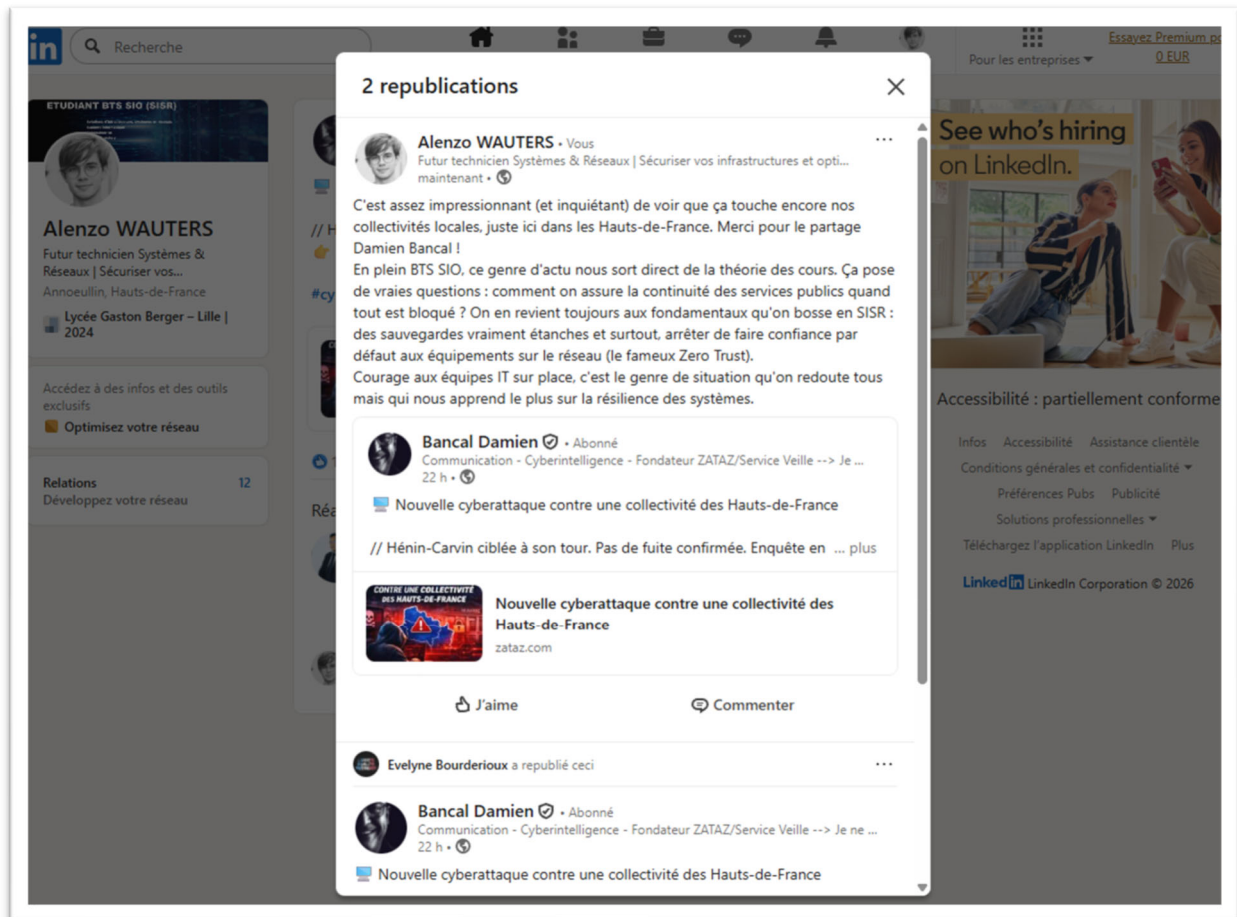 in
Recherche
Pour les entreprises
Essayez Premium po
0 EUR
ETUDIANT BTS SIO (SISR)
Alenzo WAUTERS
Futur technicien Systèmes &
Réseaux | Sécuriser vos...
Annoeullin, Hauts-de-France
Lycée Gaston Berger – Lille |
2024
Accédez à des infos et des outils
exclusifs
Optimisez votre réseau
Relations 12
Développez votre réseau
// H
#cy
Réa
2 republications
Alenzo WAUTERS • Vous
Futur technicien Systèmes & Réseaux | Sécuriser vos infrastructures et opti...
maintenant •
C'est assez impressionnant (et inquiétant) de voir que ça touche encore nos
collectivités locales, juste ici dans les Hauts-de-France. Merci pour le partage
Damien Bancal !
En plein BTS SIO, ce genre d'actu nous sort direct de la théorie des cours. Ça pose
de vraies questions : comment on assure la continuité des services publics quand
tout est bloqué ? On en revient toujours aux fondamentaux qu'on bosse en SISR :
des sauvegardes vraiment étanches et surtout, arrêter de faire confiance par
défaut aux équipements sur le réseau (le fameux Zero Trust).
Courage aux équipes IT sur place, c'est le genre de situation qu'on redoute tous
mais qui nous apprend le plus sur la résilience des systèmes.
Bancal Damien • Abonné
Communication - Cyberintelligence - Fondateur ZATAZ/Service Veille --> Je ...
22 h •
Nouvelle cyberattaque contre une collectivité des Hauts-de-France
// Hénin-Carvin ciblée à son tour. Pas de fuite confirmée. Enquête en ... plus
CONTRE UNE COLLECTIVITÉ
DES HAUTS-DE-FRANCE
Nouvelle cyberattaque contre une collectivité des
Hauts-de-France
zataz.com
J'aime
Commenter
Evelyne Bourderioux a republié ceci
Bancal Damien • Abonné
Communication - Cyberintelligence - Fondateur ZATAZ/Service Veille --> Je ne ...
22 h •
Nouvelle cyberattaque contre une collectivité des Hauts-de-France
See who's hiring
on LinkedIn.
Accessibilité : partiellement conforme
Infos Accessibilité Assistance clientèle
Conditions générales et confidentialité
Préférences Pubs Publicité
Solutions professionnelles
Téléchargez l'application LinkedIn Plus
LinkedIn LinkedIn Corporation © 2026